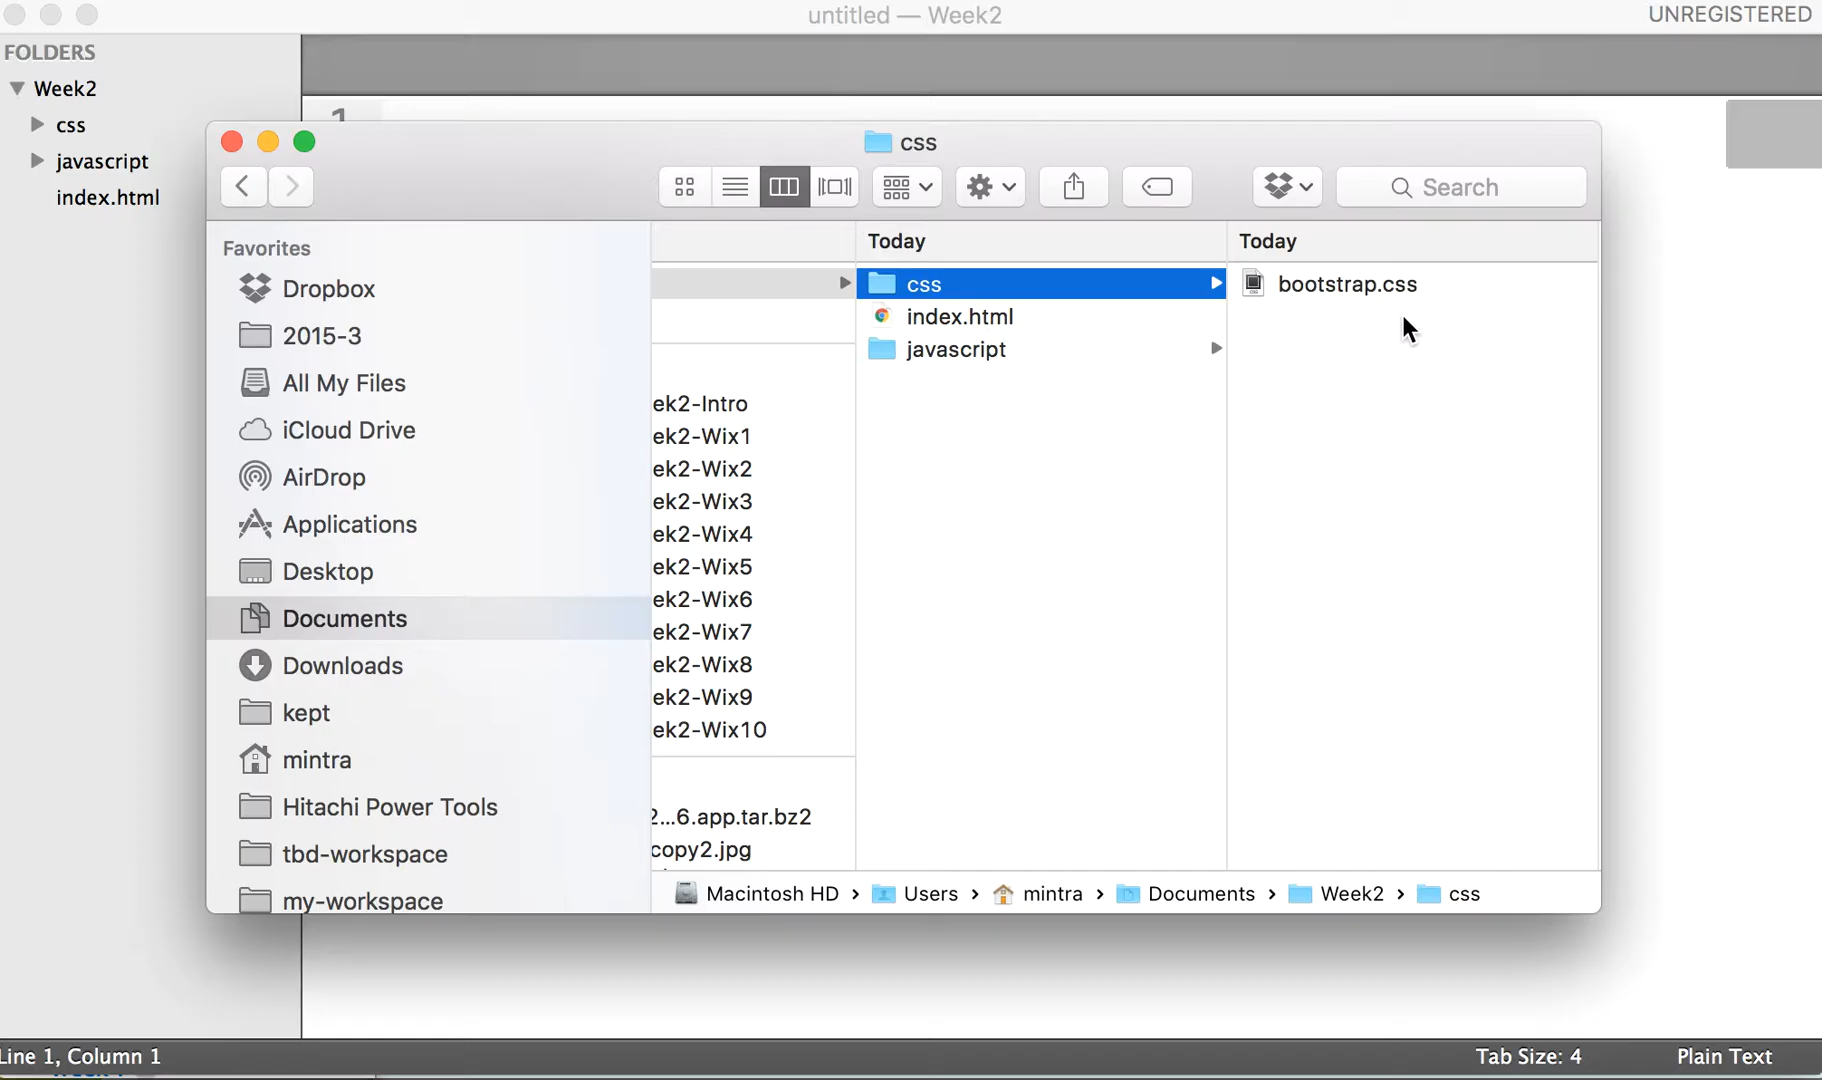 untitled — Week2
UNREGISTERED
FOLDERS
Week2
css
javascript
index.html
1
css
Search
Favorites
Dropbox
2015-3
All My Files
iCloud Drive
AirDrop
Applications
Desktop
Documents
Downloads
kept
mintra
Hitachi Power Tools
tbd-workspace
my-workspace
ek2-Intro
ek2-Wix1
ek2-Wix2
ek2-Wix3
ek2-Wix4
ek2-Wix5
ek2-Wix6
ek2-Wix7
ek2-Wix8
ek2-Wix9
ek2-Wix10
2...6.app.tar.bz2
copy2.jpg
Today
css
index.html
javascript
Today
bootstrap.css
Macintosh HD › Users › mintra › Documents › Week2 › css
Line 1, Column 1
Tab Size: 4
Plain Text